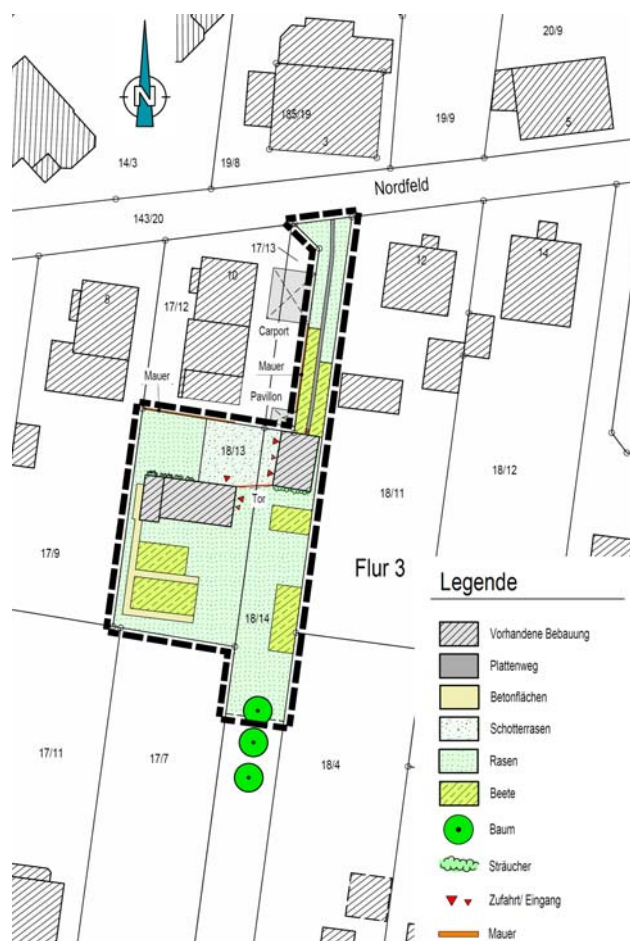 20/9
N
185/19
3
19/9
5
14/3
19/8
Nordfeld
143/20
17/13
12
14
8
10
17/12
Carport
Mauer
Mauer
Pavillon
18/13
18/12
18/11
Tor
17/9
Flur 3
Legende
18/14
Vorhandene Bebauung
Plattenweg
Betonflächen
Schotterrasen
Rasen
Beete
Baum
Sträucher
Zufahrt/ Eingang
Mauer
17/11
17/7
18/4